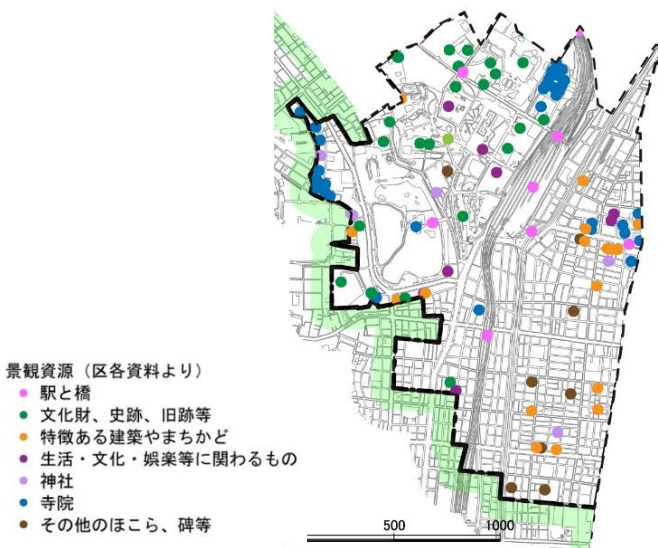 景観資源（区各資料より）
駅と橋
文化財、史跡、旧跡等
特徴ある建築やまちかど
生活・文化・娯楽等に関わるもの
神社
寺院
その他のほこら、碑等
500
1000